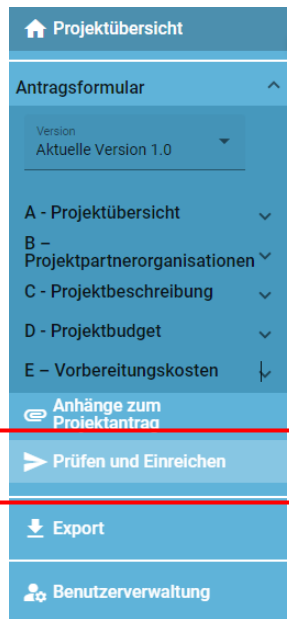 Projektübersicht
Antragsformular
Version
Aktuelle Version 1.0
A - Projektübersicht
B –
Projektpartnerorganisationen
C - Projektbeschreibung
D - Projektbudget
E – Vorbereitungskosten
Anhänge zum
Projektantrag
Prüfen und Einreichen
Export
Benutzerverwaltung